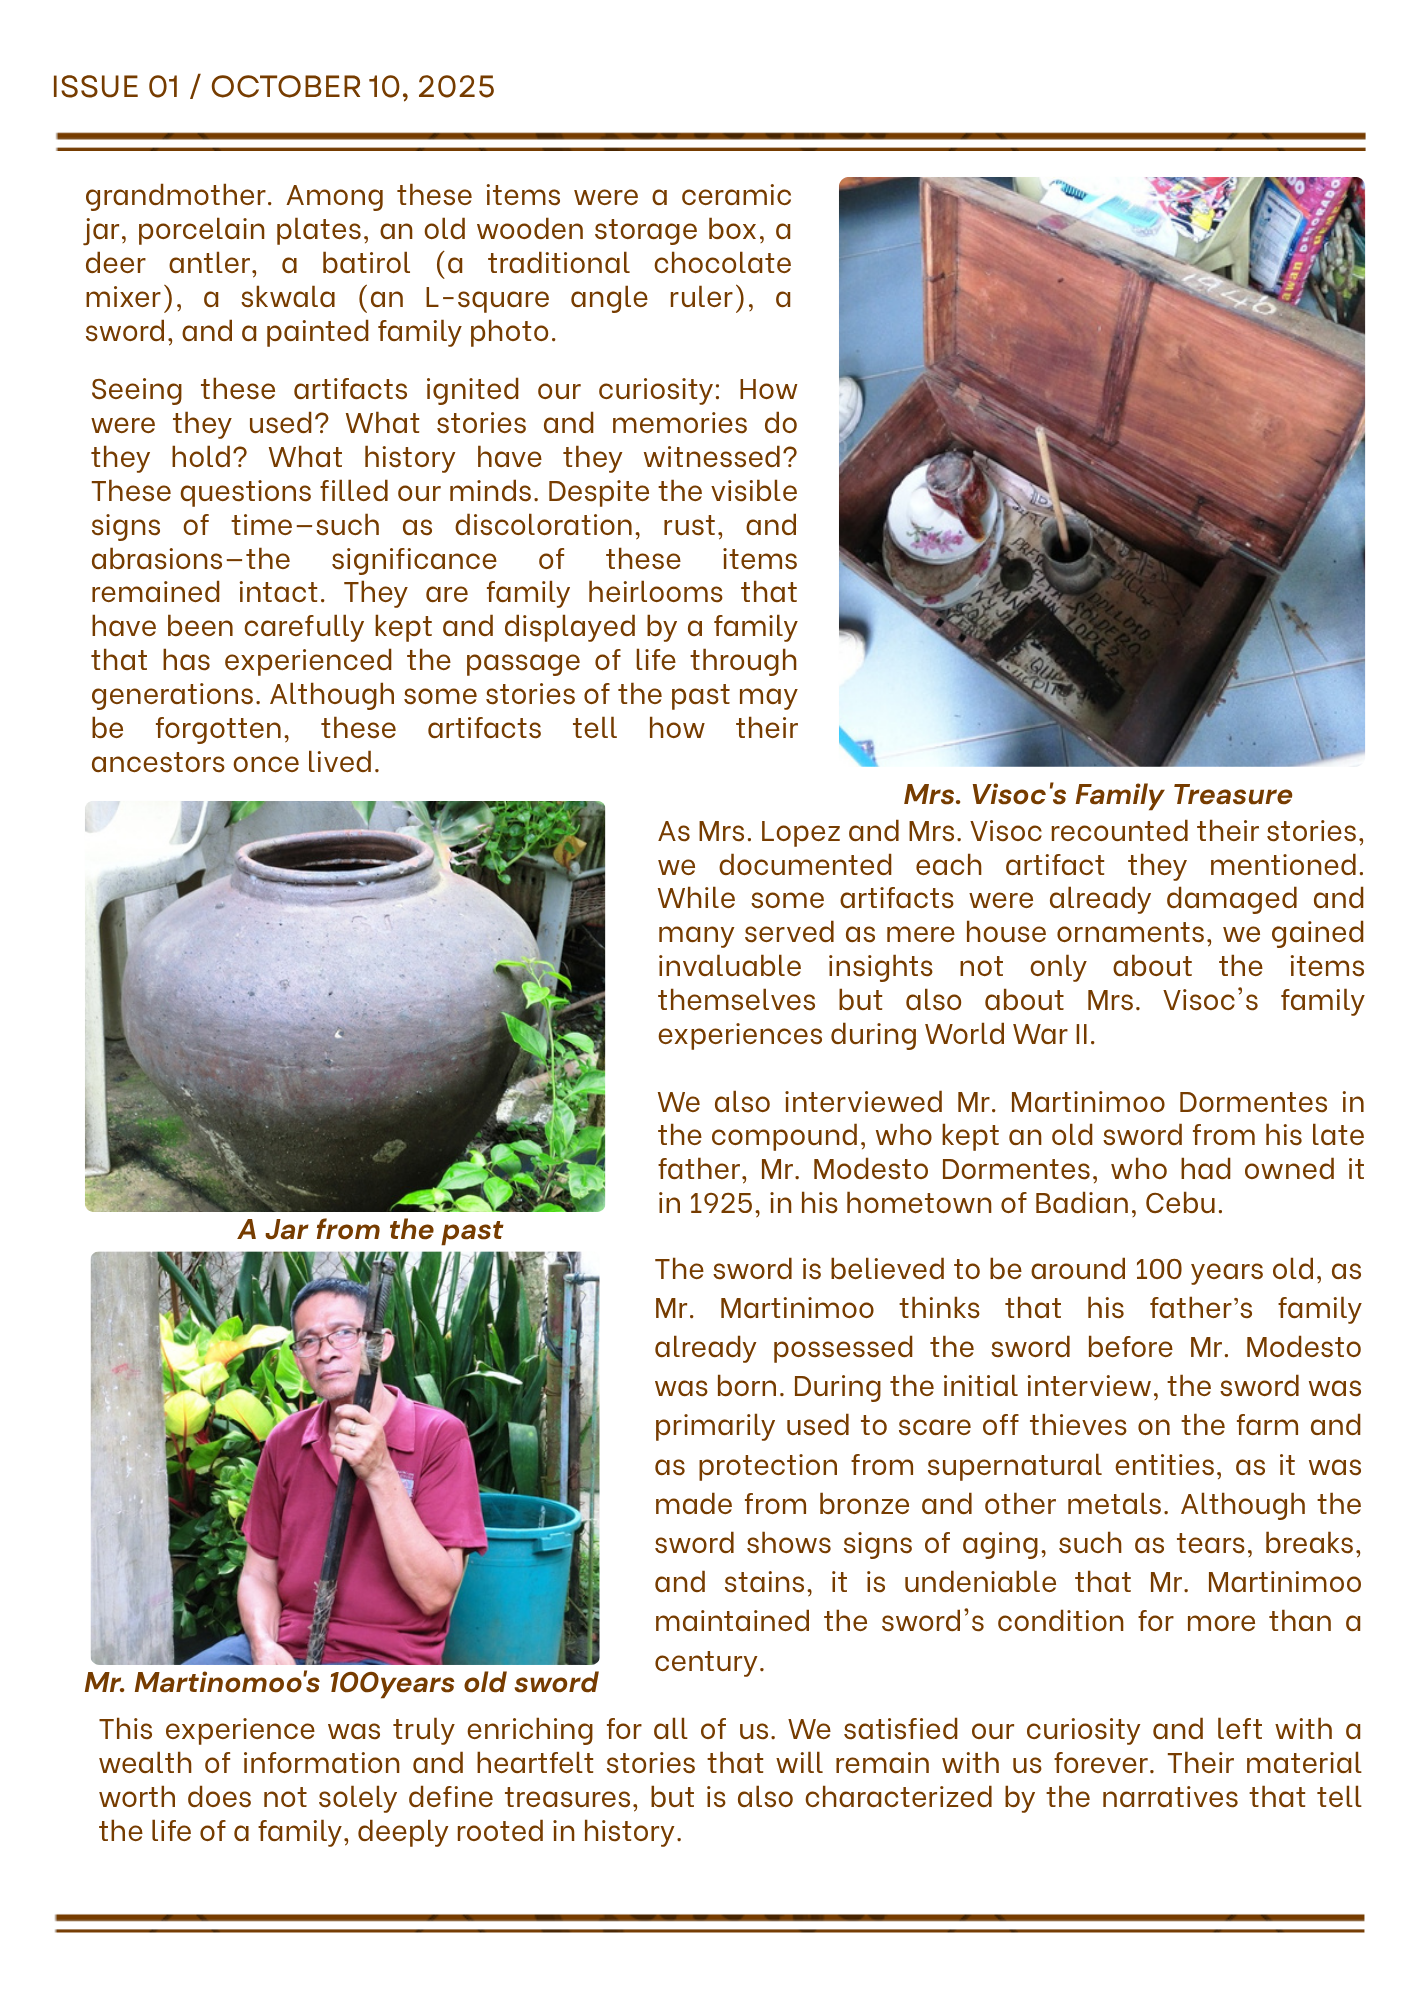 ISSUE 01 / OCTOBER 10, 2025
grandmother. Among these items were a ceramic
jar, porcelain plates, an old wooden storage box, a
deer antler, a batirol (a traditional chocolate
mixer), a skwala (an L-square angle ruler), a
sword, and a painted family photo.
Seeing these artifacts ignited our curiosity: How
were they used? What stories and memories do
they hold? What history have they witnessed?
These questions filled our minds. Despite the visible
signs of time—such as discoloration, rust, and
abrasions—the significance of these items
remained intact. They are family heirlooms that
have been carefully kept and displayed by a family
that has experienced the passage of life through
generations. Although some stories of the past may
be forgotten, these artifacts tell how their
ancestors once lived.
1946
Mrs. Visoc's Family Treasure
As Mrs. Lopez and Mrs. Visoc recounted their stories,
we documented each artifact they mentioned.
While some artifacts were already damaged and
many served as mere house ornaments, we gained
invaluable insights not only about the items
themselves but also about Mrs. Visoc's family
experiences during World War II.
We also interviewed Mr. Martinimoo Dormentes in
the compound, who kept an old sword from his late
father, Mr. Modesto Dormentes, who had owned it
in 1925, in his hometown of Badian, Cebu.
A Jar from the past
The sword is believed to be around 100 years old, as
Mr. Martinimoo thinks that his father's family
already possessed the sword before Mr. Modesto
was born. During the initial interview, the sword was
primarily used to scare off thieves on the farm and
as protection from supernatural entities, as it was
made from bronze and other metals. Although the
sword shows signs of aging, such as tears, breaks,
and stains, it is undeniable that Mr. Martinimoo
maintained the sword's condition for more than a
century.
Mr. Martinomoo's 100years old sword
This experience was truly enriching for all of us. We satisfied our curiosity and left with a
wealth of information and heartfelt stories that will remain with us forever. Their material
worth does not solely define treasures, but is also characterized by the narratives that tell
the life of a family, deeply rooted in history.